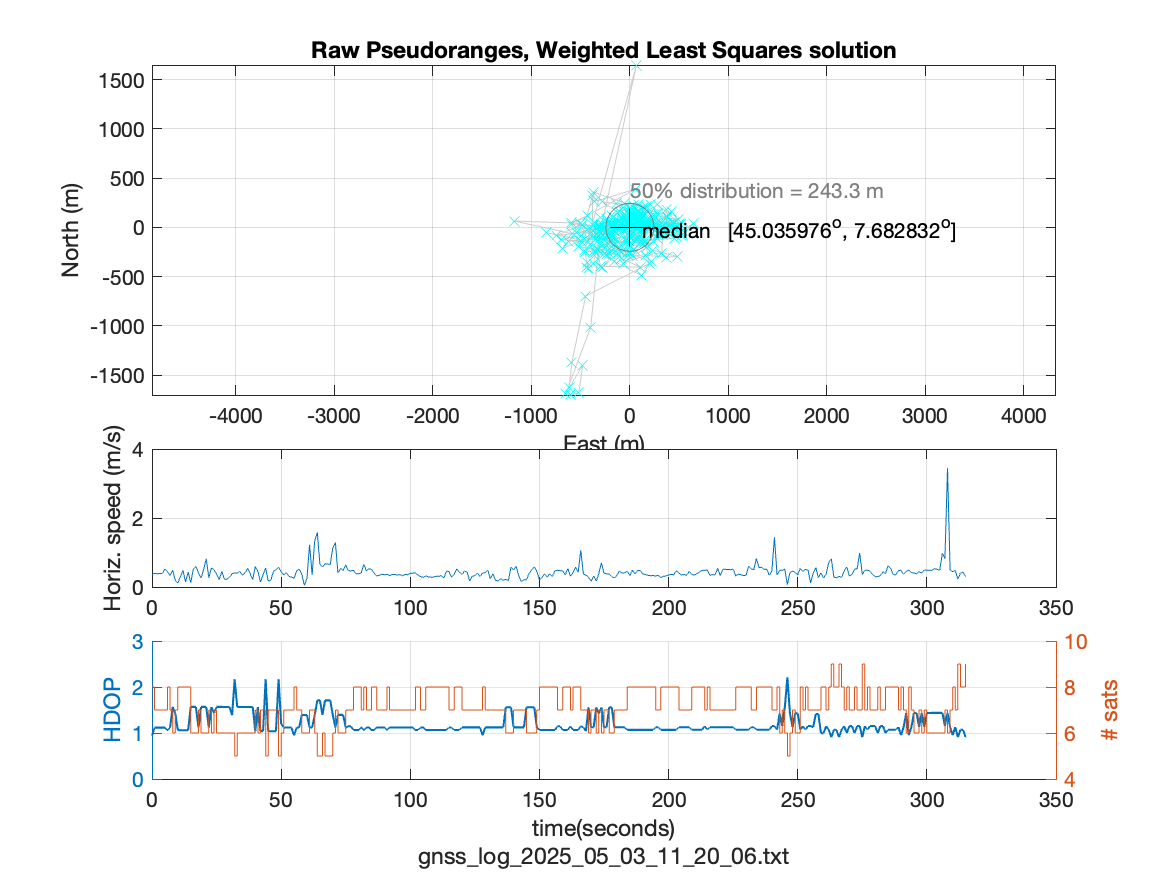 Raw Pseudoranges, Weighted Least Squares solution
1500
1000
500
0
-500
-1000
-1500
North (m)
50% distribution = 243.3 m
median [45.035976o, 7.682832o]
-4000 -3000 -2000 -1000 0 1000 2000 3000 4000
East (m)
4
2
0
Horiz. speed (m/s)
0 50 100 150 200 250 300 350
3
2
1
0
HDOP
10
8
6
4
# sats
0 50 100 150 200 250 300 350
time(seconds)
gnss_log_2025_05_03_11_20_06.txt